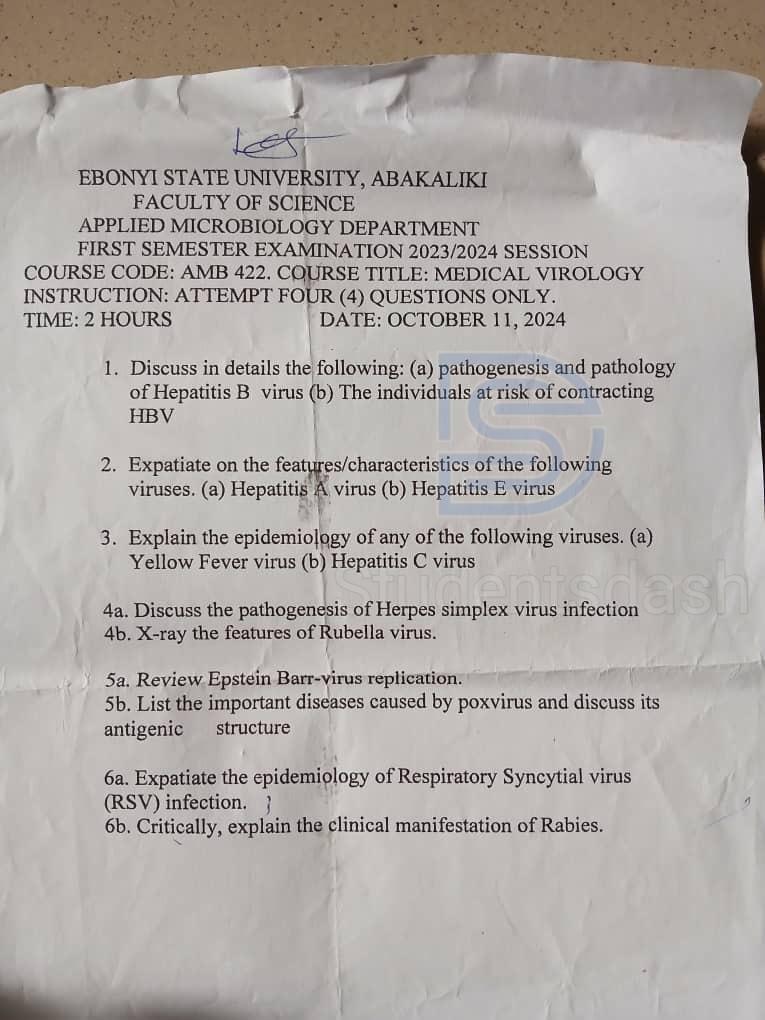 EBONYI STATE UNIVERSITY, ABAKALIKI
FACULTY OF SCIENCE
APPLIED MICROBIOLOGY DEPARTMENT
FIRST SEMESTER EXAMINATION 2023/2024 SESSION
COURSE CODE: AMB 422. COURSE TITLE: MEDICAL VIROLOGY
INSTRUCTION: ATTEMPT FOUR (4) QUESTIONS ONLY.
TIME: 2 HOURS DATE: OCTOBER 11, 2024
1. Discuss in details the following: (a) pathogenesis and pathology
of Hepatitis B virus (b) The individuals at risk of contracting
HBV
2. Expatiate on the features/characteristics of the following
viruses. (a) Hepatitis A virus (b) Hepatitis E virus
3. Explain the epidemiology of any of the following viruses. (a)
Yellow Fever virus (b) Hepatitis C virus
Studentsdash
4a. Discuss the pathogenesis of Herpes simplex virus infection
4b. X-ray the features of Rubella virus.
5a. Review Epstein Barr-virus replication.
5b. List the important diseases caused by poxvirus and discuss its
antigenic structure
6a. Expatiate the epidemiology of Respiratory Syncytial virus
(RSV) infection.
6b. Critically, explain the clinical manifestation of Rabies.